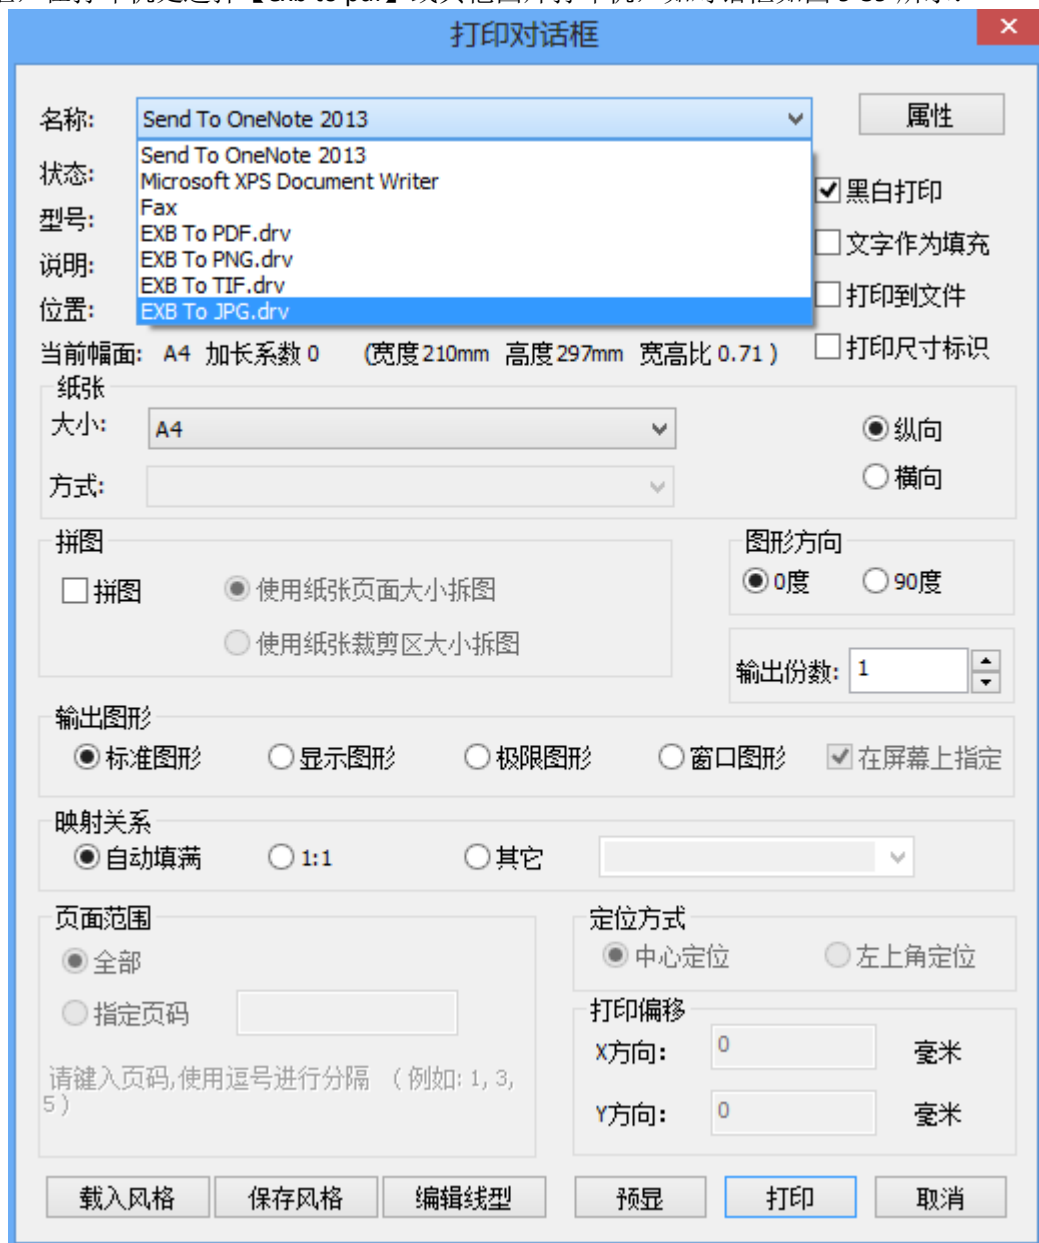 打印对话框
名称: Send To OneNote 2013 属性
Send To OneNote 2013
状态: Microsoft XPS Document Writer 黑白打印
Fax
型号: EXB To PDF.drv 文字作为填充
说明: EXB To PNG.drv
EXB To TIF.drv 打印到文件
位置: EXB To JPG.drv
当前幅面: A4 加长系数 0 (宽度210mm 高度297mm 宽高比 0.71 ) 打印尺寸标识
纸张
大小: A4 纵向
方式: 横向
拼图 图形方向
拼图 使用纸张页面大小拆图 0度 90度
使用纸张裁剪区大小拆图
输出份数: 1
输出图形
标准图形 显示图形 极限图形 窗口图形 在屏幕上指定
映射关系
自动填满 1:1 其它
页面范围 定位方式
全部 中心定位 左上角定位
指定页码 打印偏移
X方向: 0 毫米
请键入页码,使用逗号进行分隔 （例如: 1, 3,
5 )
Y方向: 0 毫米
载入风格 保存风格 编辑线型 预显 打印 取消